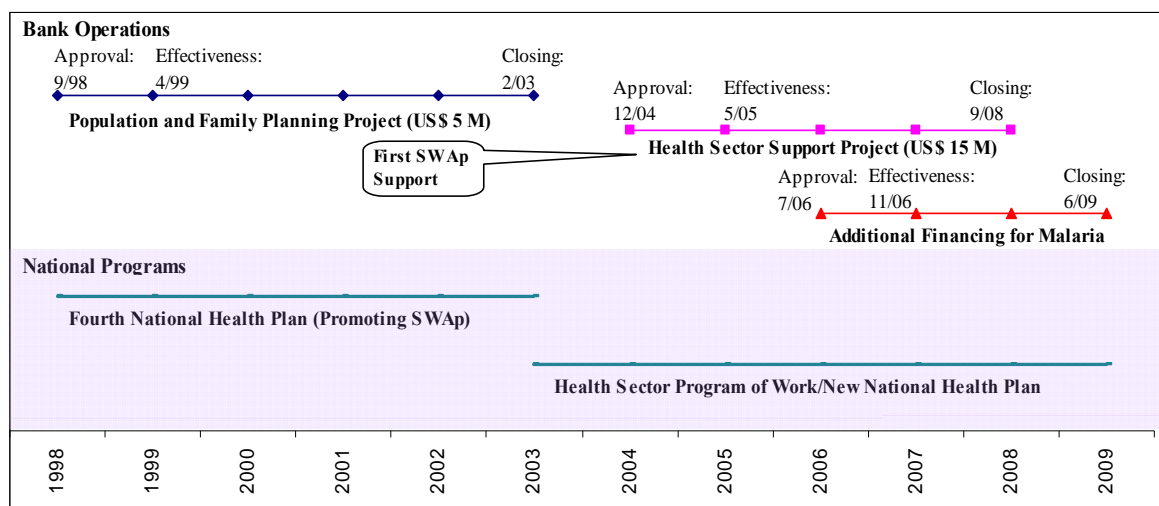 Bank Operations
Approval: Effectiveness: Closing:
9/98 4/99 2/03
Population and Family Planning Project (US$ 5 M)
Approval: Effectiveness: Closing:
12/04 5/05 9/08
First SWAp
Support
Health Sector Support Project (US$ 15 M)
Approval: Effectiveness: Closing:
7/06 11/06 6/09
Additional Financing for Malaria
National Programs
Fourth National Health Plan (Promoting SWAp)
Health Sector Program of Work/New National Health Plan
1998 1999 2000 2001 2002 2003 2004 2005 2006 2007 2008 2009